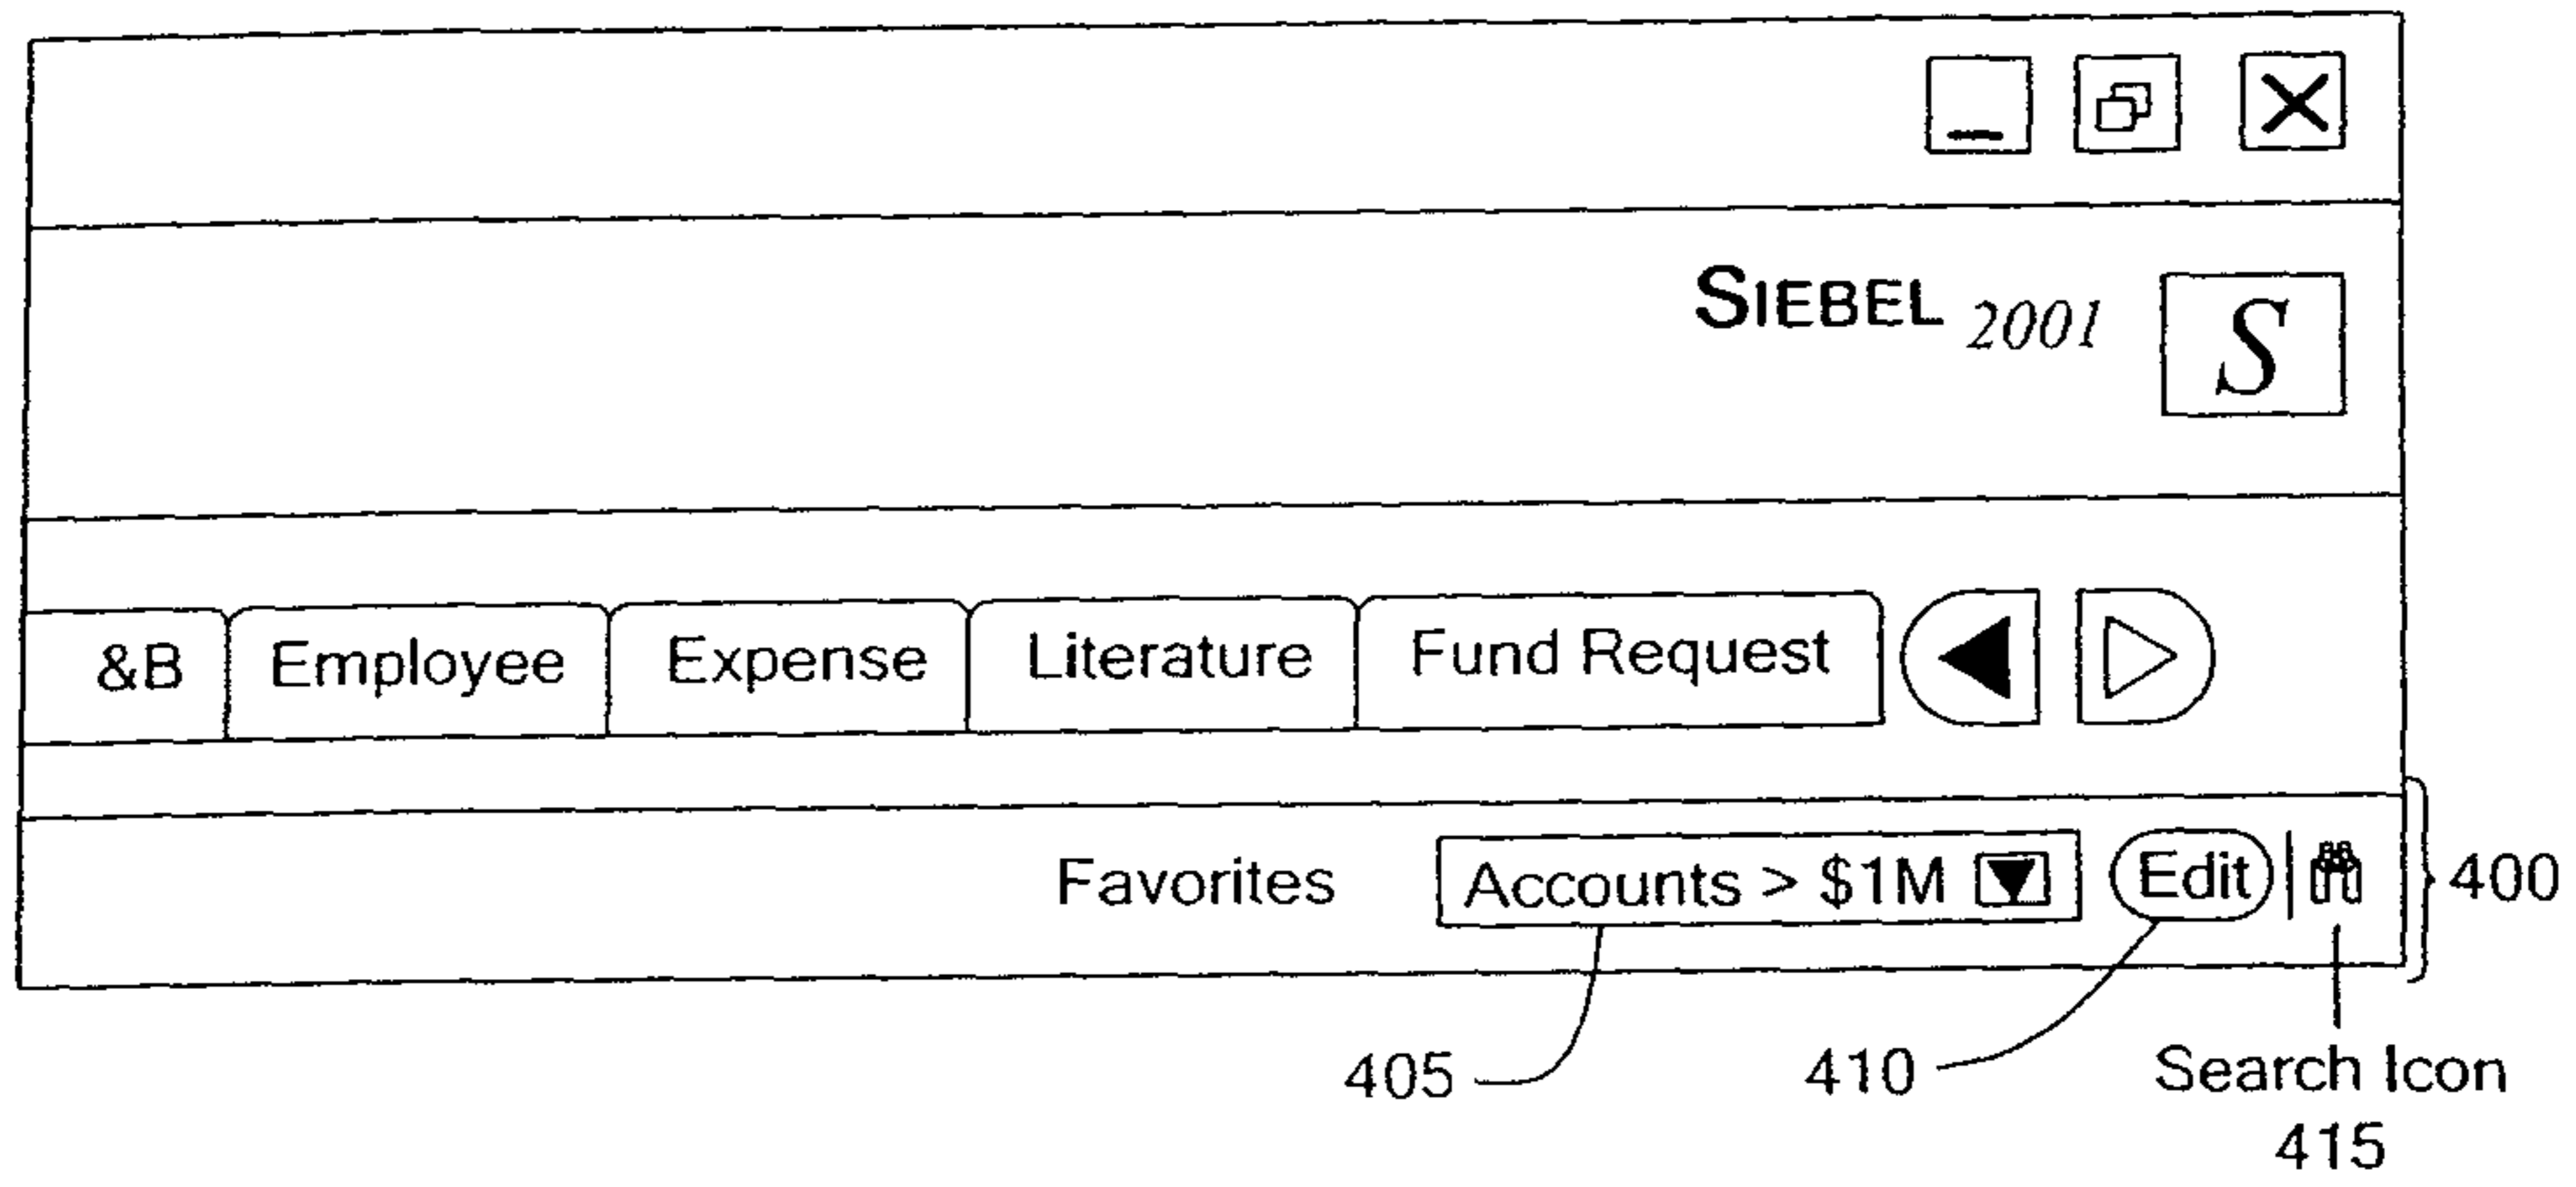 SIEBEL 2001 S
&B Employee Expense Literature Fund Request
Favorites Accounts > $1M Edit 400
405 410 Search Icon
415